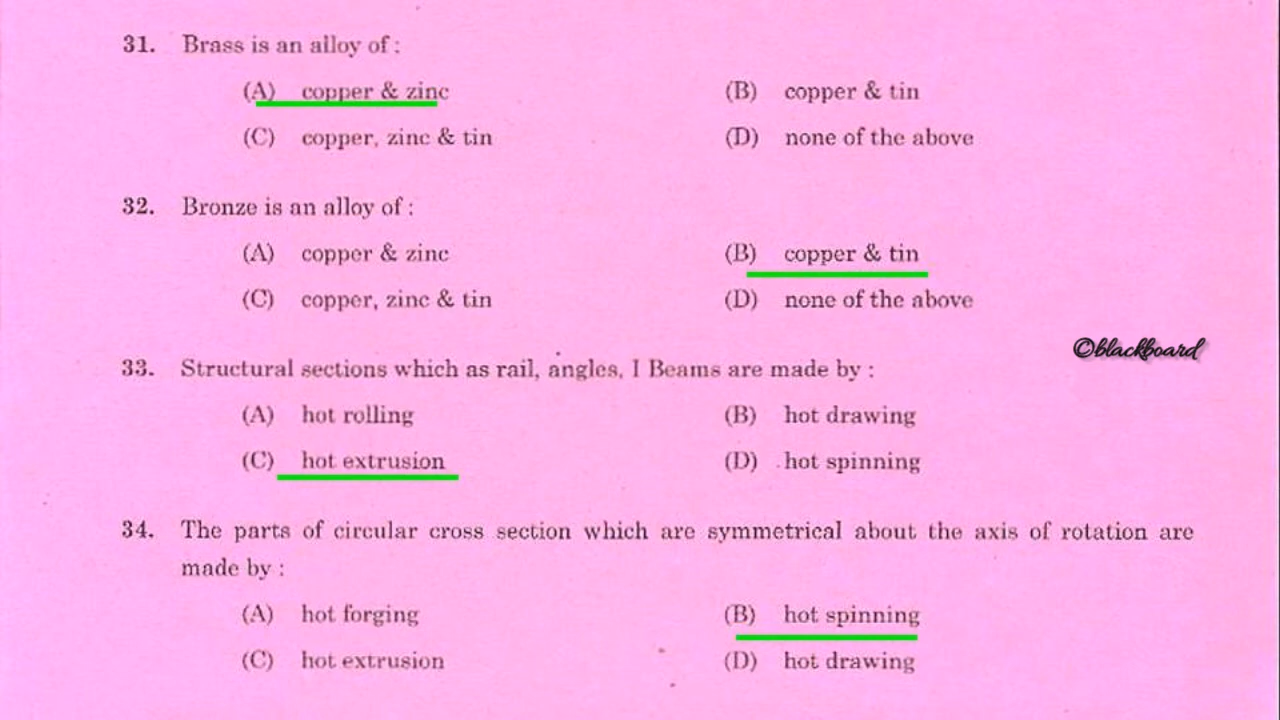 31. Brass is an alloy of :
(A) copper & zinc (B) copper & tin
(C) copper, zinc & tin (D) none of the above
32. Bronze is an alloy of :
(A) copper & zinc (B) copper & tin
(C) copper, zinc & tin (D) none of the above
©blackboard
33. Structural sections which as rail, angles, I Beams are made by :
(A) hot rolling (B) hot drawing
(C) hot extrusion (D) hot spinning
34. The parts of circular cross section which are symmetrical about the axis of rotation are
made by :
(A) hot forging (B) hot spinning
(C) hot extrusion (D) hot drawing